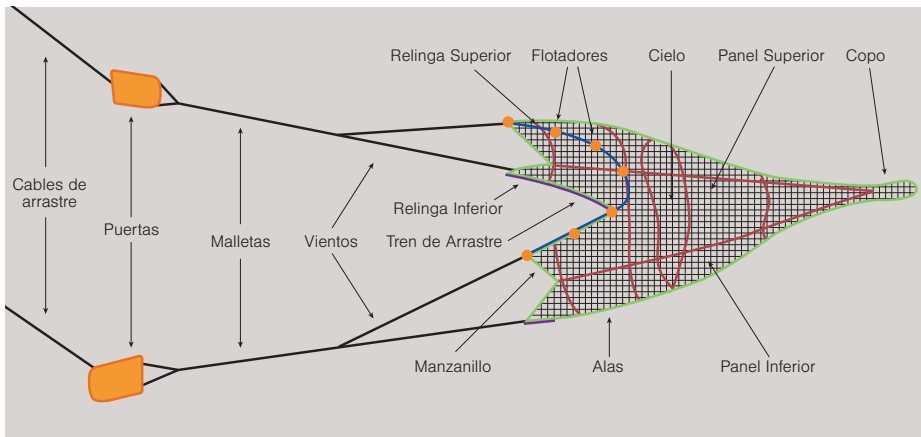 Relinga Superior
Flotadores
Cielo
Panel Superior
Copo
Cables de
arrastre
Puertas
Malletas
Vientos
Relinga Inferior
Tren de Arrastre
Manzanillo
Alas
Panel Inferior